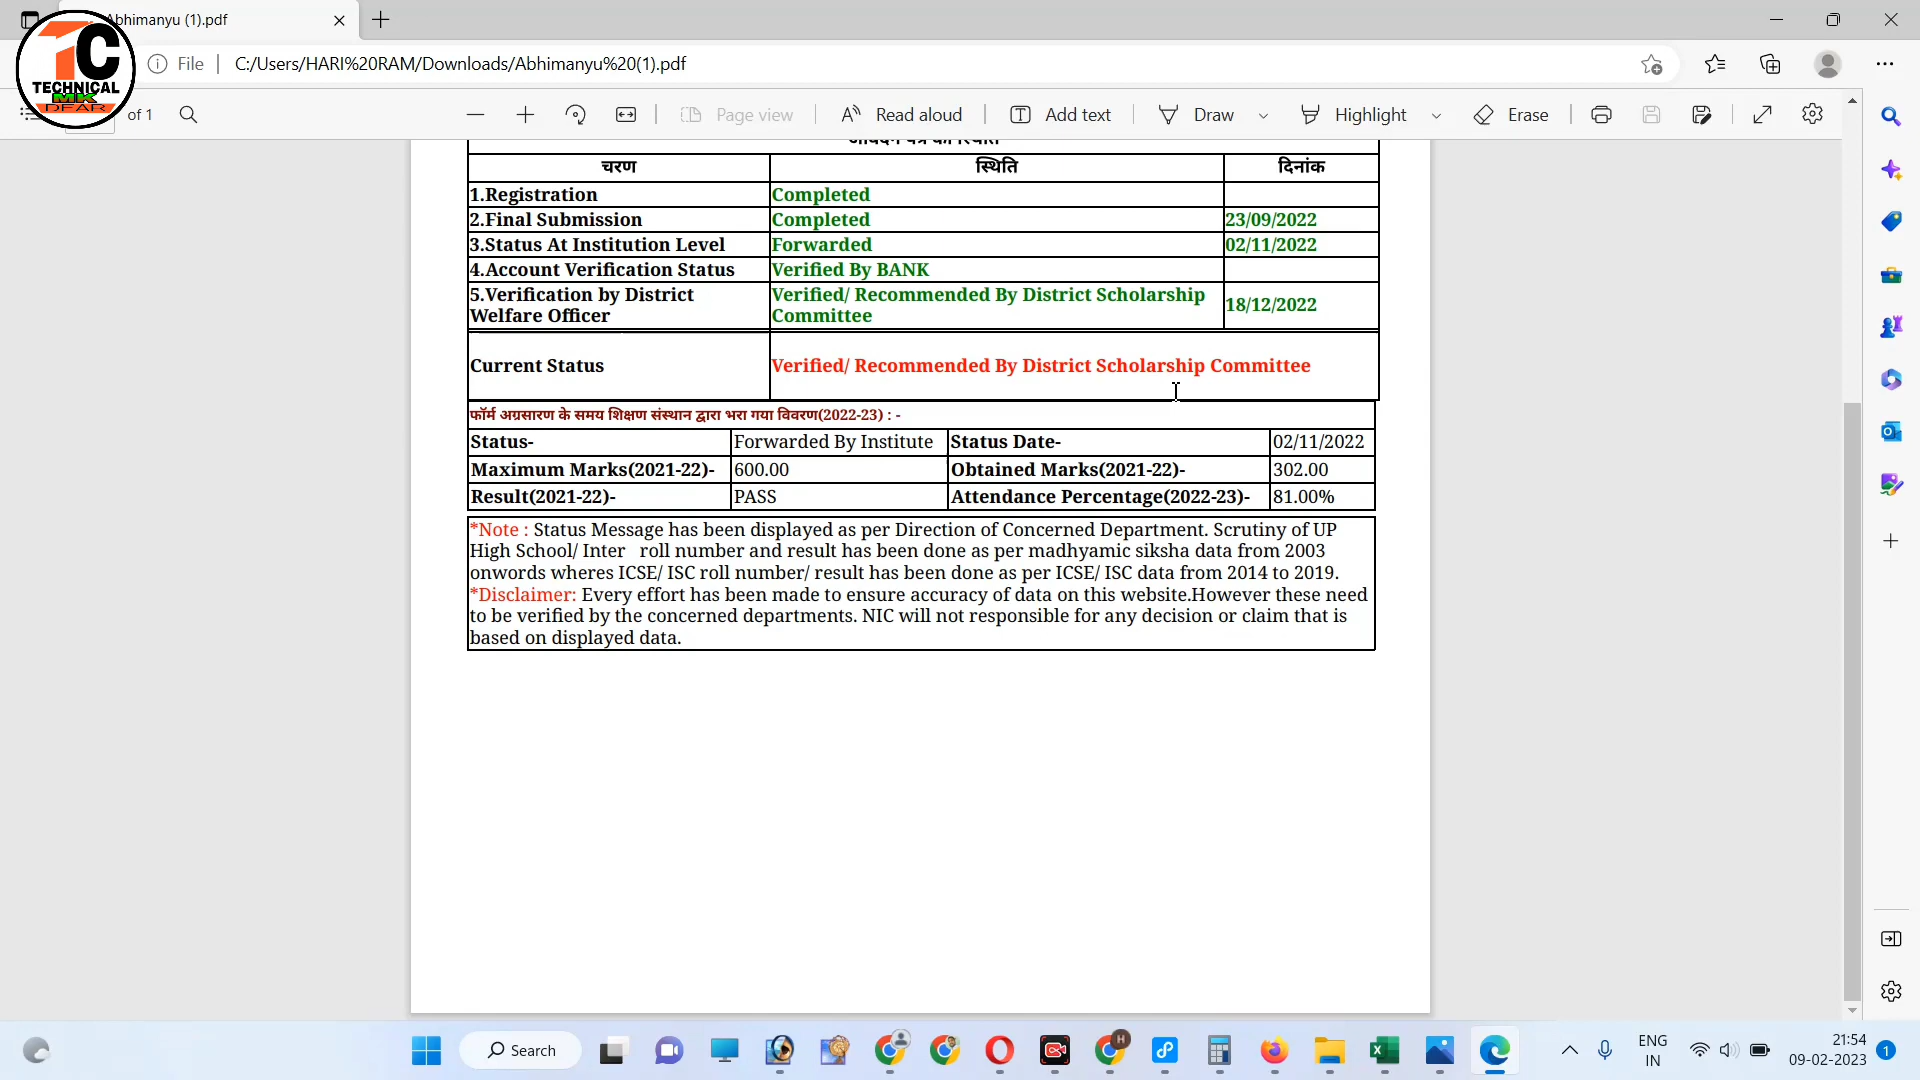 Abhimanyu (1).pdf
TC
TECHNICAL
MK
DEAR
File
C:/Users/HARI%20RAM/Downloads/Abhimanyu%20(1).pdf
of 1
Page view
Read aloud
Add text
Draw
Highlight
Erase
चरण स्थिति दिनांक
1.Registration Completed
2.Final Submission Completed 23/09/2022
3.Status At Institution Level Forwarded 02/11/2022
4.Account Verification Status Verified By BANK
5.Verification by District Verified/ Recommended By District Scholarship
Welfare Officer Committee 18/12/2022
Current Status Verified/ Recommended By District Scholarship Committee
फॉर्म अग्रसारण के समय शिक्षण संस्थान द्वारा भरा गया विवरण(2022-23) : -
Status- Forwarded By Institute Status Date- 02/11/2022
Maximum Marks(2021-22)- 600.00 Obtained Marks(2021-22)- 302.00
Result(2021-22)- PASS Attendance Percentage(2022-23)- 81.00%
*Note : Status Message has been displayed as per Direction of Concerned Department. Scrutiny of UP
High School/ Inter roll number and result has been done as per madhyamic siksha data from 2003
onwords wheres ICSE/ ISC roll number/ result has been done as per ICSE/ ISC data from 2014 to 2019.
*Disclaimer: Every effort has been made to ensure accuracy of data on this website.However these need
to be verified by the concerned departments. NIC will not responsible for any decision or claim that is
based on displayed data.
Search
H
ENG
IN
21:54
09-02-2023
1